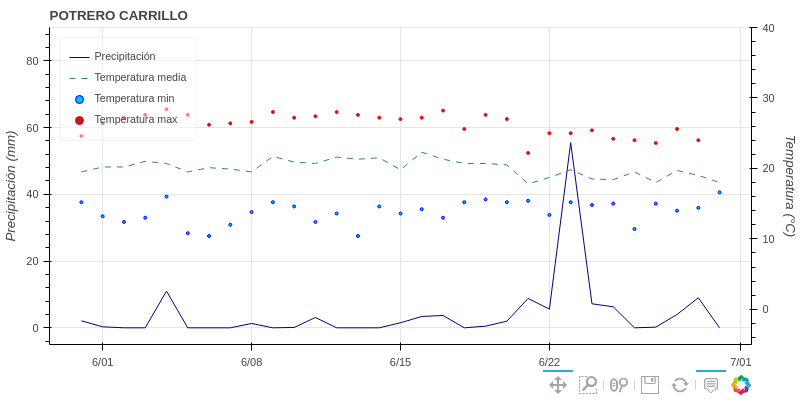 POTRERO CARRILLO
Precipitación
Temperatura media
Temperatura min
Temperatura max
Precipitación (mm)
80
60
40
20
0
Temperatura (°C)
40
30
20
10
0
6/01
6/08
6/15
6/22
7/01